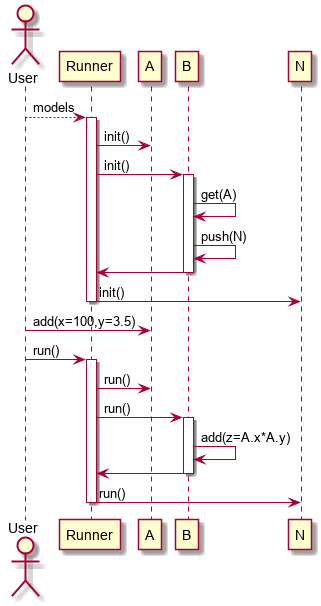 User
Runner
A
B
N
models
init()
init()
get(A)
push(N)
init()
add(x=100,y=3.5)
run()
run()
run()
add(z=A.x*A.y)
run()
User
Runner
A
B
N